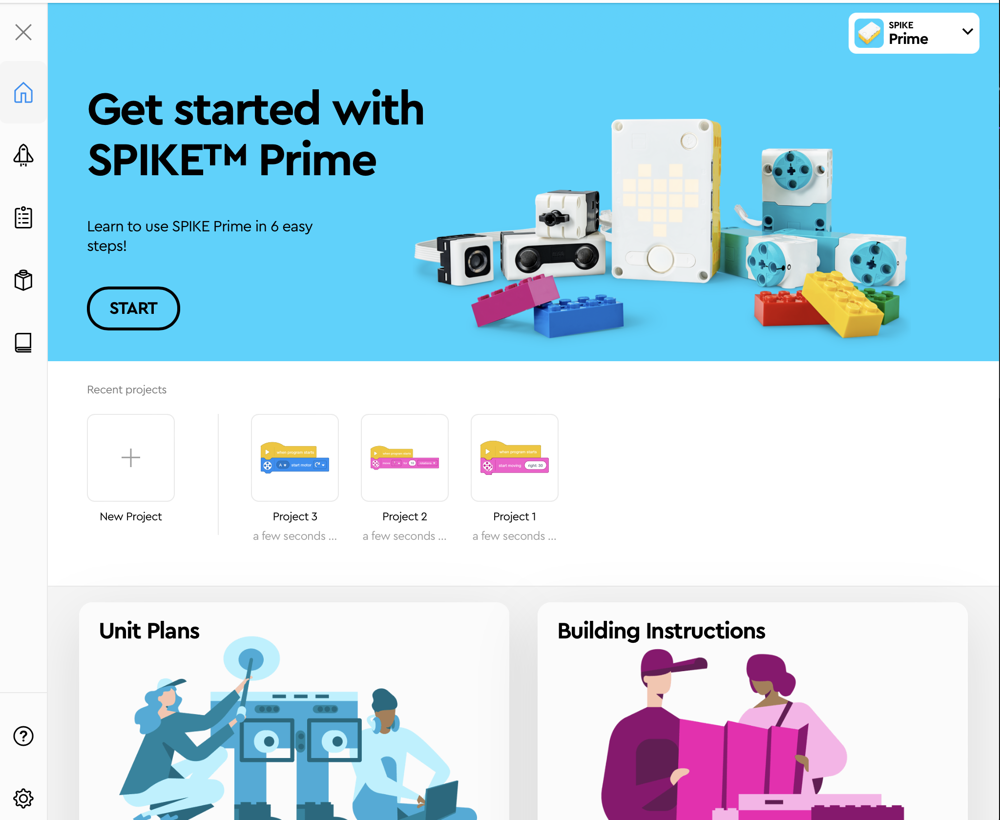 SPIKE
Prime
Get started with
SPIKE™ Prime
Learn to use SPIKE Prime in 6 easy
steps!
START
Recent projects
when program starts
A start motor
when program starts
move for 10 rotations
when program starts
start moving right: 30
New Project
Project 3
Project 2
Project 1
a few seconds ...
a few seconds ...
a few seconds ...
Unit Plans
Building Instructions